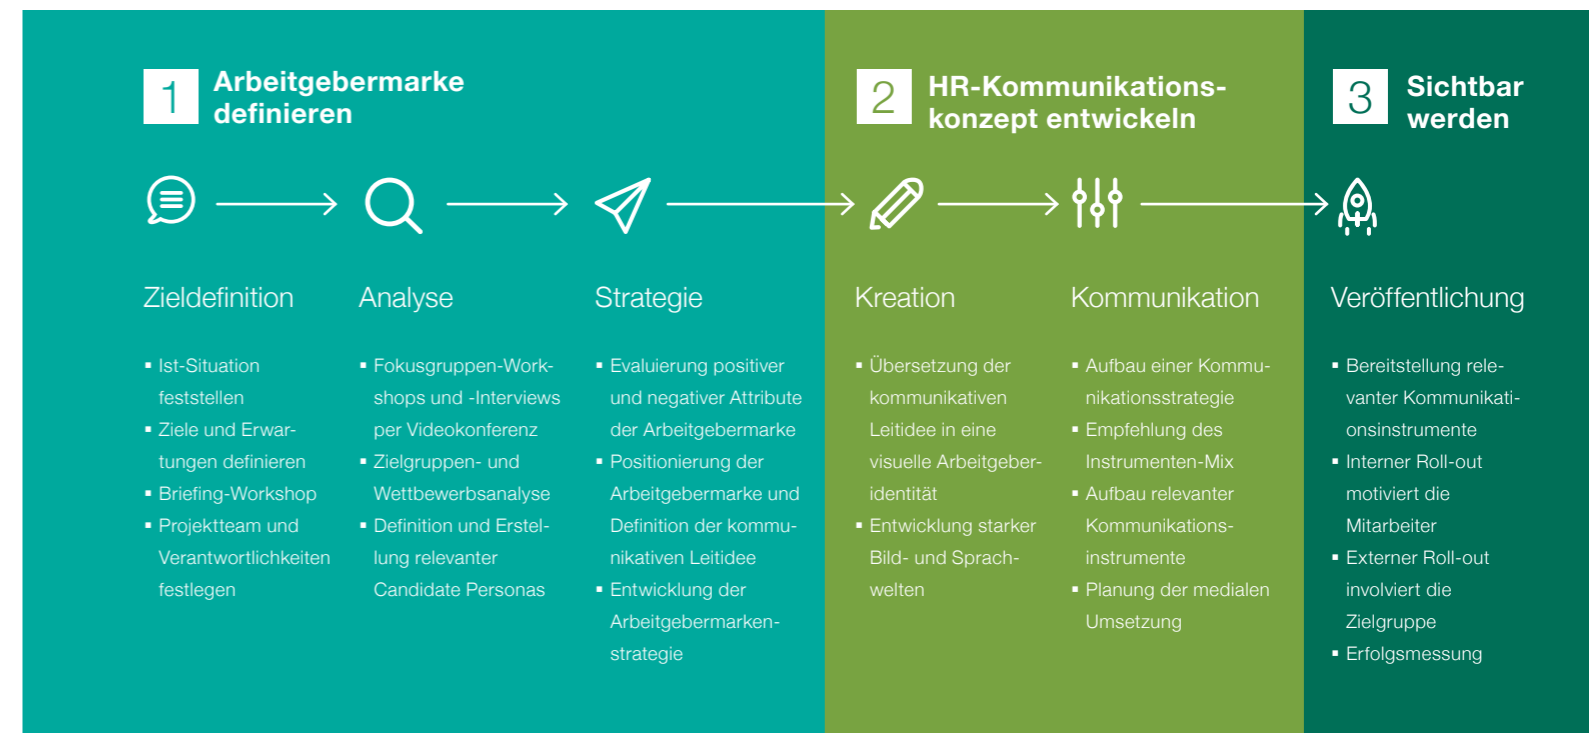 1
Arbeitgebermarke
definieren
Zieldefinition
▪ Ist-Situation
feststellen
▪ Ziele und Erwar-
tungen definieren
▪ Briefing-Workshop
▪ Projektteam und
Verantwortlichkeiten
festlegen
Analyse
▪ Fokusgruppen-Work-
shops und -Interviews
per Videokonferenz
▪ Zielgruppen- und
Wettbewerbsanalyse
▪ Definition und Erstel-
lung relevanter
Candidate Personas
Strategie
▪ Evaluierung positiver
und negativer Attribute
der Arbeitgebermarke
▪ Positionierung der
Arbeitgebermarke und
Definition der kommu-
nikativen Leitidee
▪ Entwicklung der
Arbeitgebermarken-
strategie
2
HR-Kommunikations-
konzept entwickeln
Kreation
▪ Übersetzung der
kommunikativen
Leitidee in eine
visuelle Arbeitgeber-
identität
▪ Entwicklung starker
Bild- und Sprach-
welten
Kommunikation
▪ Aufbau einer Kommu-
nikationsstrategie
▪ Empfehlung des
Instrumenten-Mix
▪ Aufbau relevanter
Kommunikations-
instrumente
▪ Planung der medialen
Umsetzung
3
Sichtbar
werden
Veröffentlichung
▪ Bereitstellung rele-
vanter Kommunikati-
onsinstrumente
▪ Interner Roll-out
motiviert die
Mitarbeiter
▪ Externer Roll-out
involviert die
Zielgruppe
▪ Erfolgsmessung